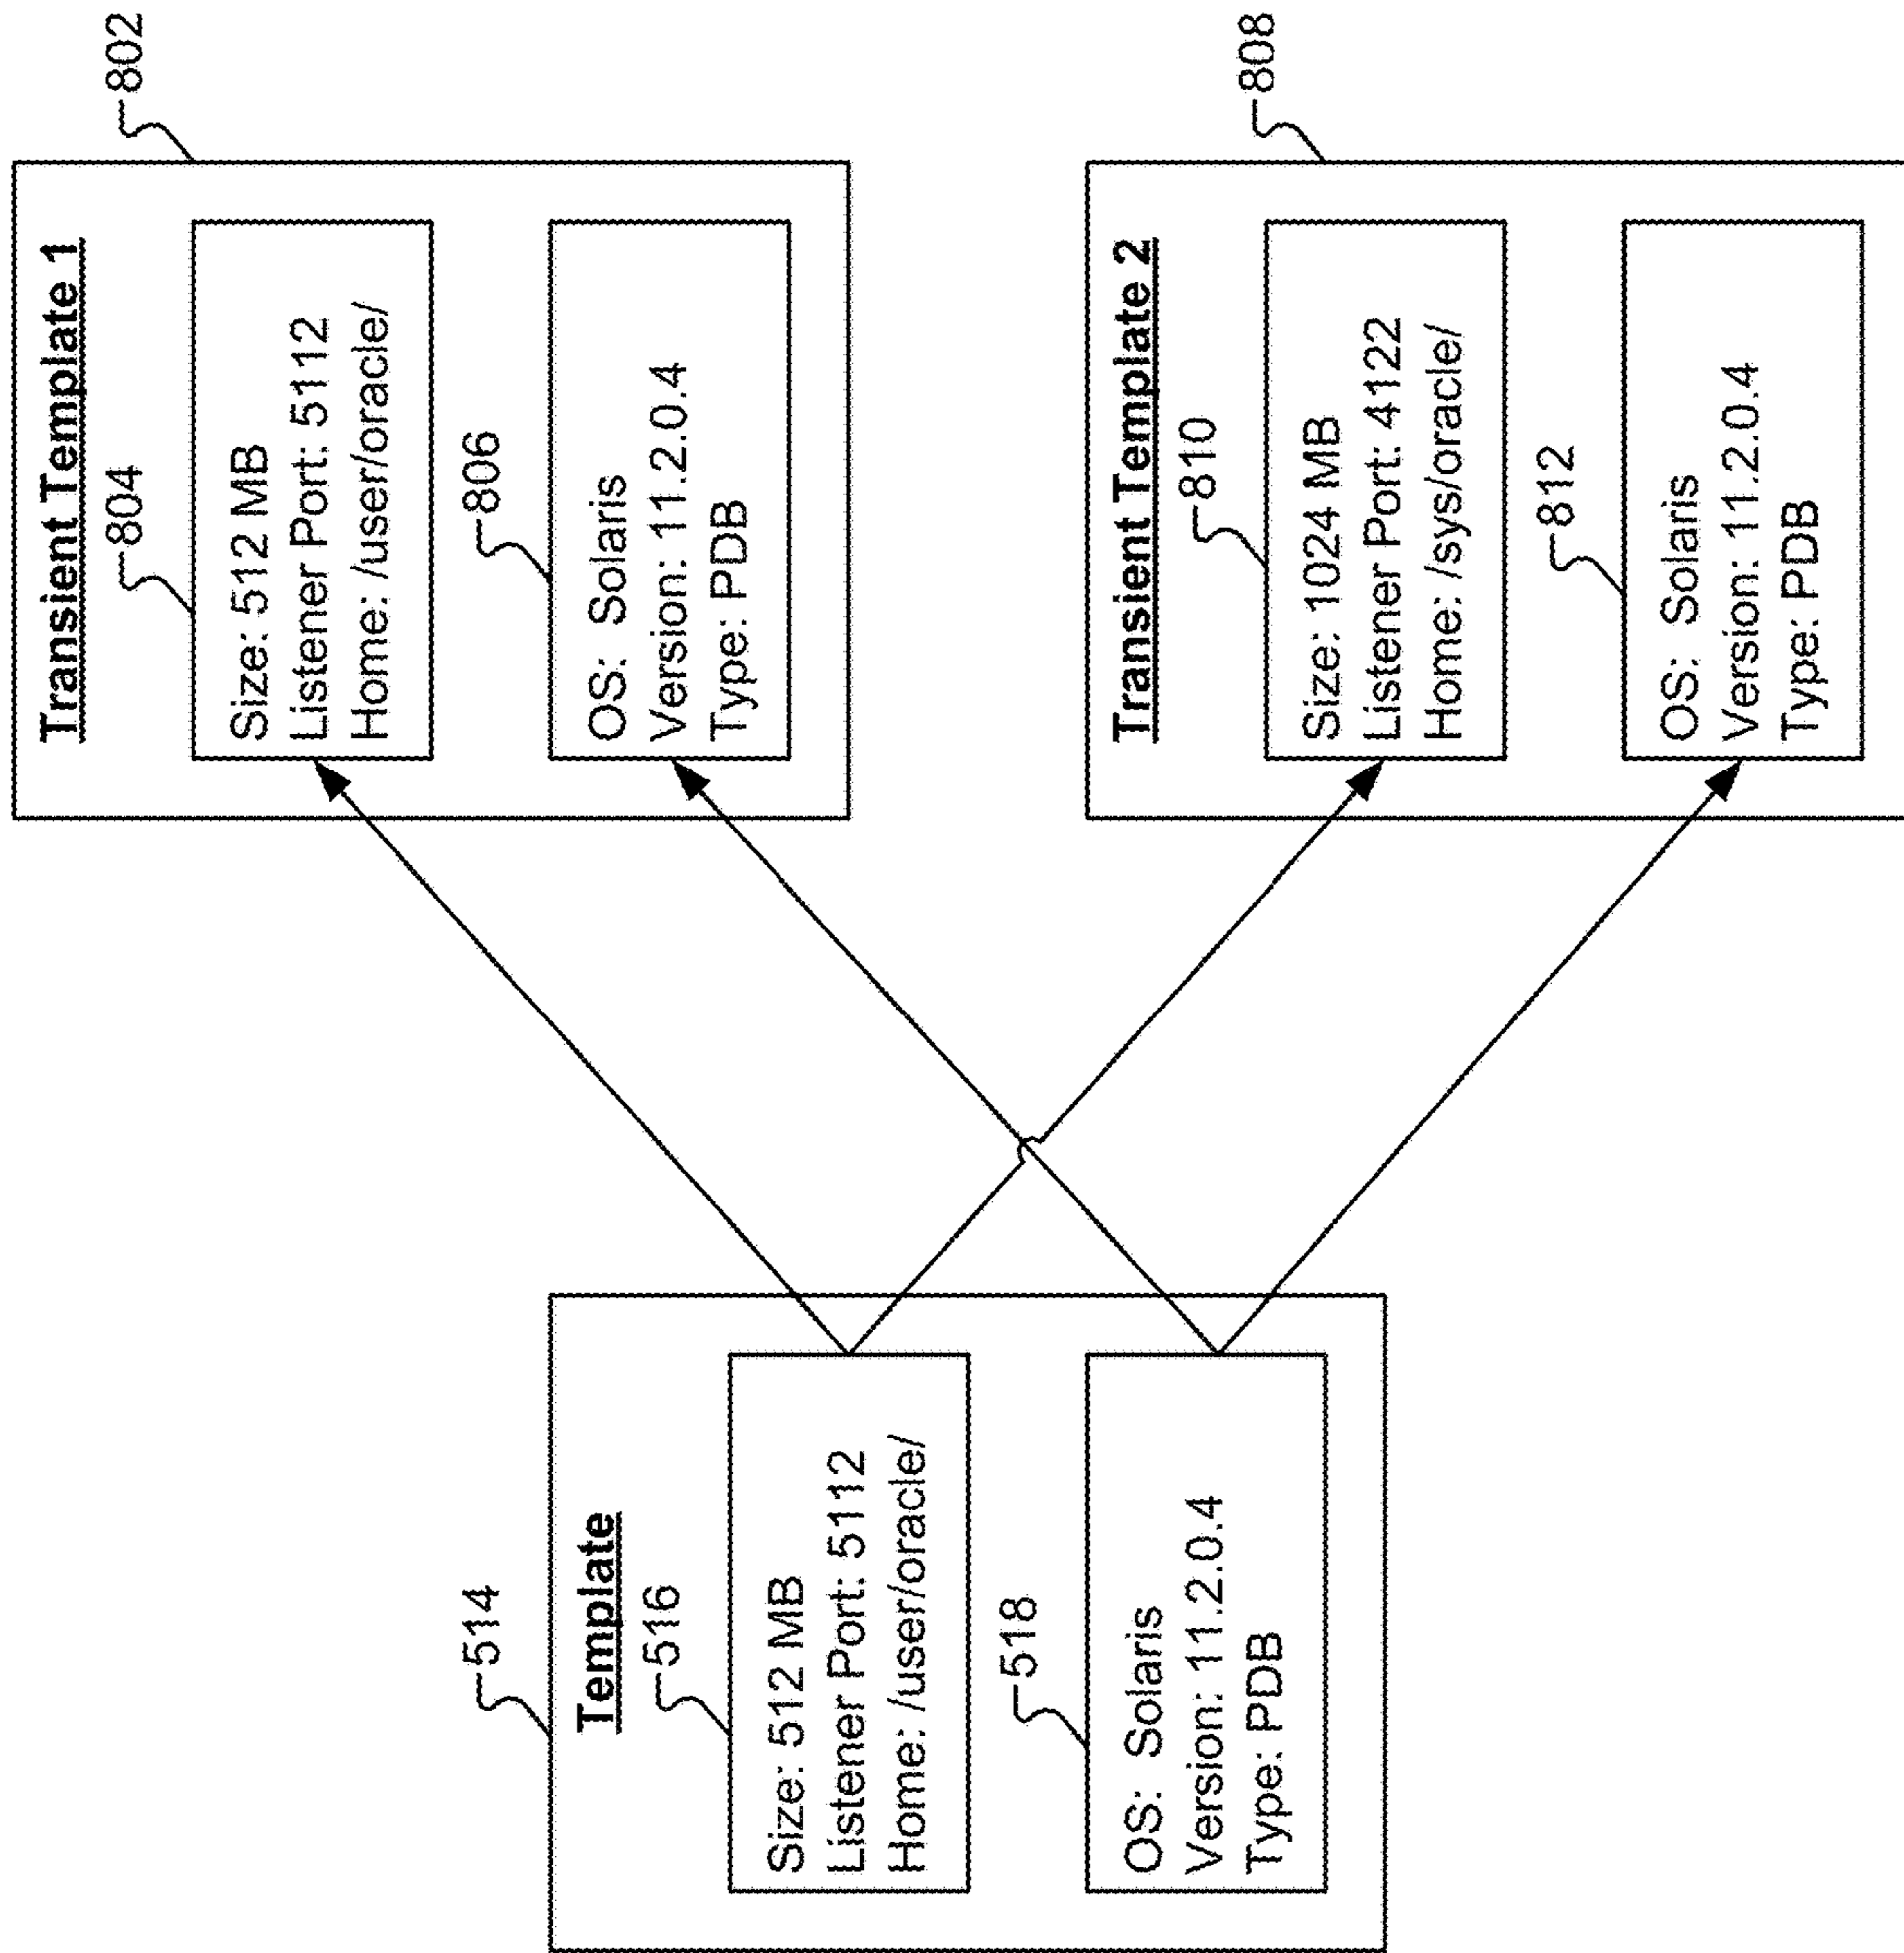 514
Template
516
Size: 512 MB
Listener Port: 5112
Home: /user/oracle/
518
OS: Solaris
Version: 11.2.0.4
Type: PDB
802
Transient Template 1
804
Size: 512 MB
Listener Port: 5112
Home: /user/oracle/
806
OS: Solaris
Version: 11.2.0.4
Type: PDB
808
Transient Template 2
810
Size: 1024 MB
Listener Port: 4122
Home: /sys/oracle/
812
OS: Solaris
Version: 11.2.0.4
Type: PDB